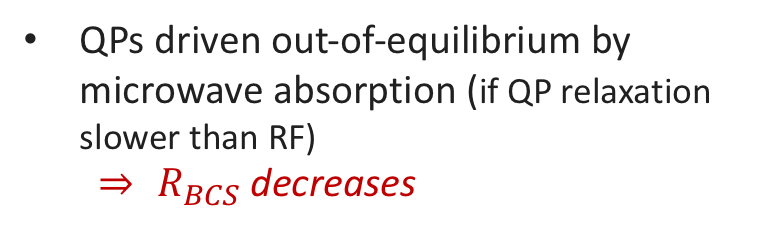 • QPs driven out-of-equilibrium by
microwave absorption (if QP relaxation
slower than RF)
⇒ R_BCS decreases